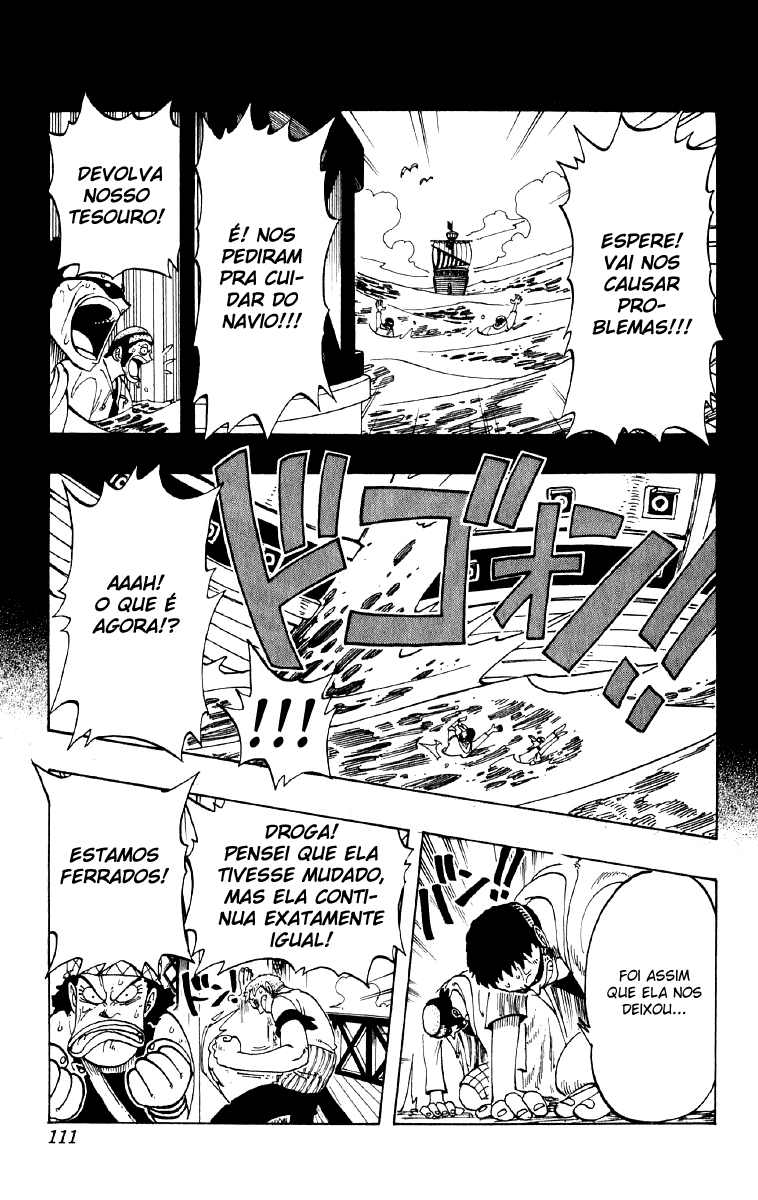 ESPERE!
VAI NOS
CAUSAR
PRO-
BLEMAS!!!
É! NOS
PEDIRAM
PRA CUI-
DAR DO
NAVIO!!!
DEVOLVA
NOSSO
TESOURO!
ドゴォン!!
AAAH!
O QUE É
AGORA!?
!!!
FOI ASSIM
QUE ELA NOS
DEIXOU...
バン!!
DROGA!
PENSEI QUE ELA
TIVESSE MUDADO,
MAS ELA CONTI-
NUA EXATAMENTE
IGUAL!
ドン!
ESTAMOS
FERRADOS!
111